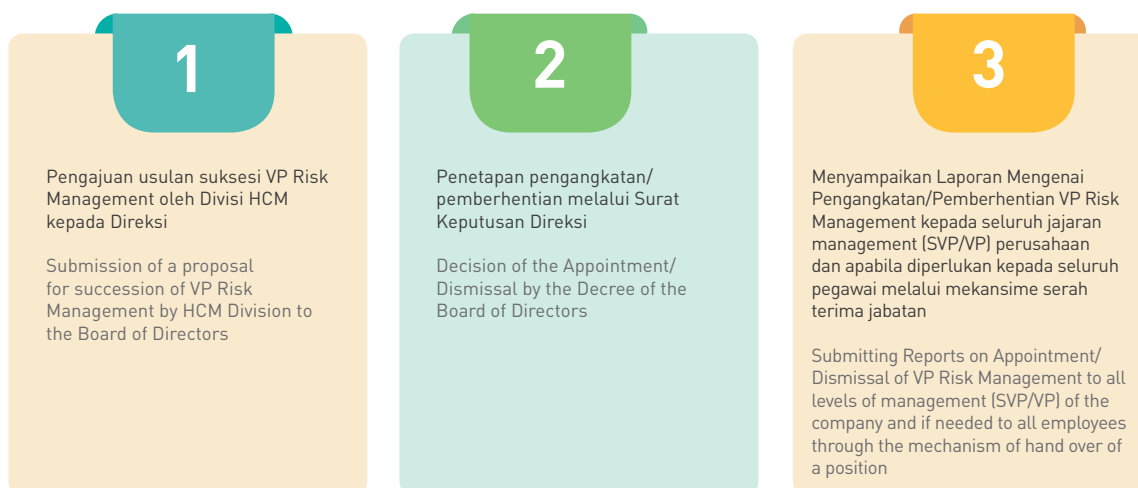 1
Pengajuan usulan suksesi VP Risk
Management oleh Divisi HCM
kepada Direksi
Submission of a proposal
for succession of VP Risk
Management by HCM Division to
the Board of Directors
2
Penetapan pengangkatan/
pemberhentian melalui Surat
Keputusan Direksi
Decision of the Appointment/
Dismissal by the Decree of the
Board of Directors
3
Menyampaikan Laporan Mengenai
Pengangkatan/Pemberhentian VP Risk
Management kepada seluruh jajaran
management (SVP/VP) perusahaan
dan apabila diperlukan kepada seluruh
pegawai melalui mekansime serah
terima jabatan
Submitting Reports on Appointment/
Dismissal of VP Risk Management to all
levels of management (SVP/VP) of the
company and if needed to all employees
through the mechanism of hand over of
a position